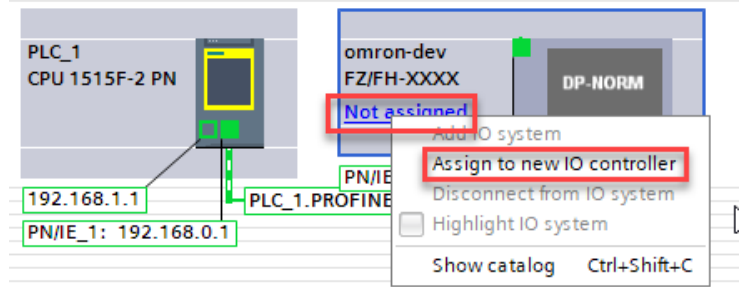 PLC_1
CPU 1515F-2 PN
omron-dev
FZ/FH-XXXX
Not assigned
DP-NORM
Add IO system
Assign to new IO controller
Disconnect from IO system
Highlight IO system
Show catalog Ctrl+Shift+C
192.168.1.1
PN/IE_1: 192.168.0.1
PLC_1.PROFINE
PN/IE